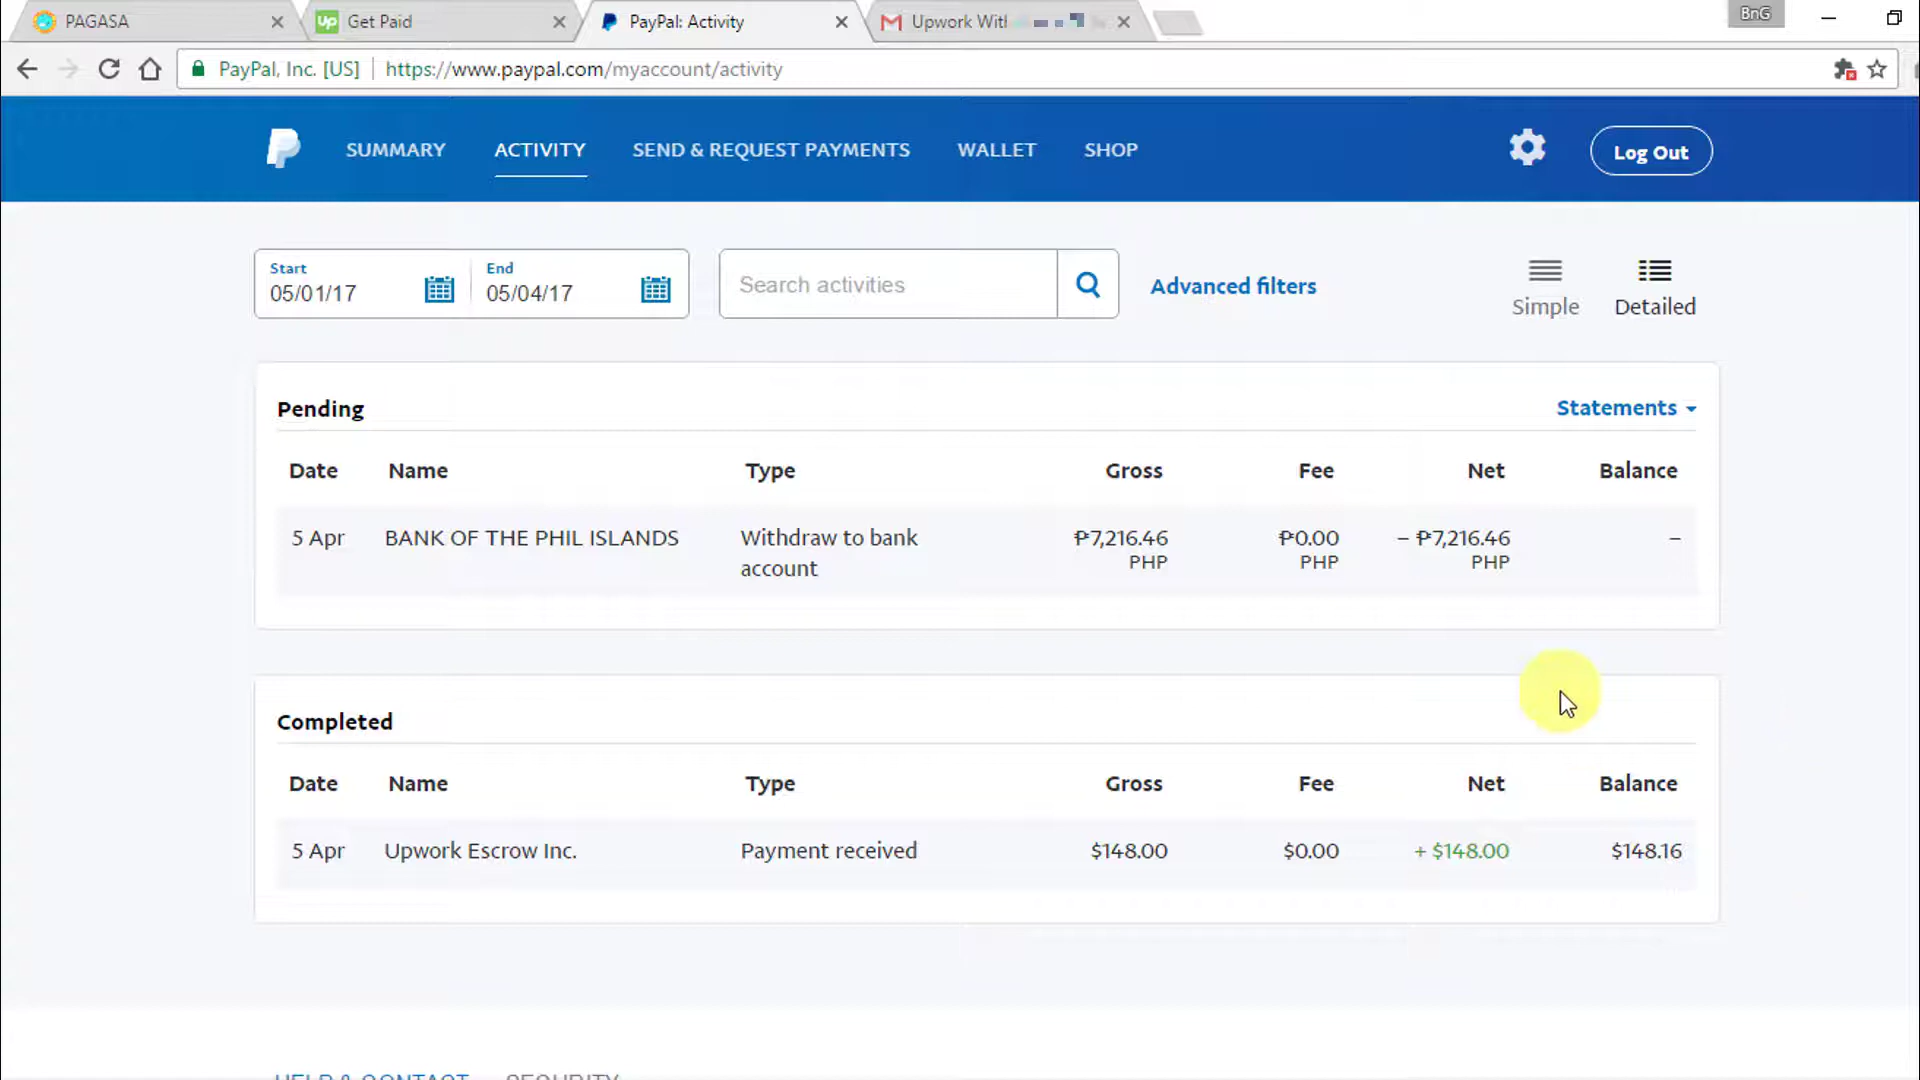 PAGASA
Get Paid
PayPal: Activity
Upwork Wit
BnG
PayPal, Inc. [US] https://www.paypal.com/myaccount/activity
SUMMARY ACTIVITY SEND & REQUEST PAYMENTS WALLET SHOP Log Out
Start End
05/01/17 05/04/17
Search activities
Advanced filters
Simple Detailed
Pending Statements
Date Name Type Gross Fee Net Balance
5 Apr BANK OF THE PHIL ISLANDS Withdraw to bank ₱7,216.46 ₱0.00 – ₱7,216.46 –
account PHP PHP PHP
Completed
Date Name Type Gross Fee Net Balance
5 Apr Upwork Escrow Inc. Payment received $148.00 $0.00 + $148.00 $148.16
HELP & CONTACT SECURITY